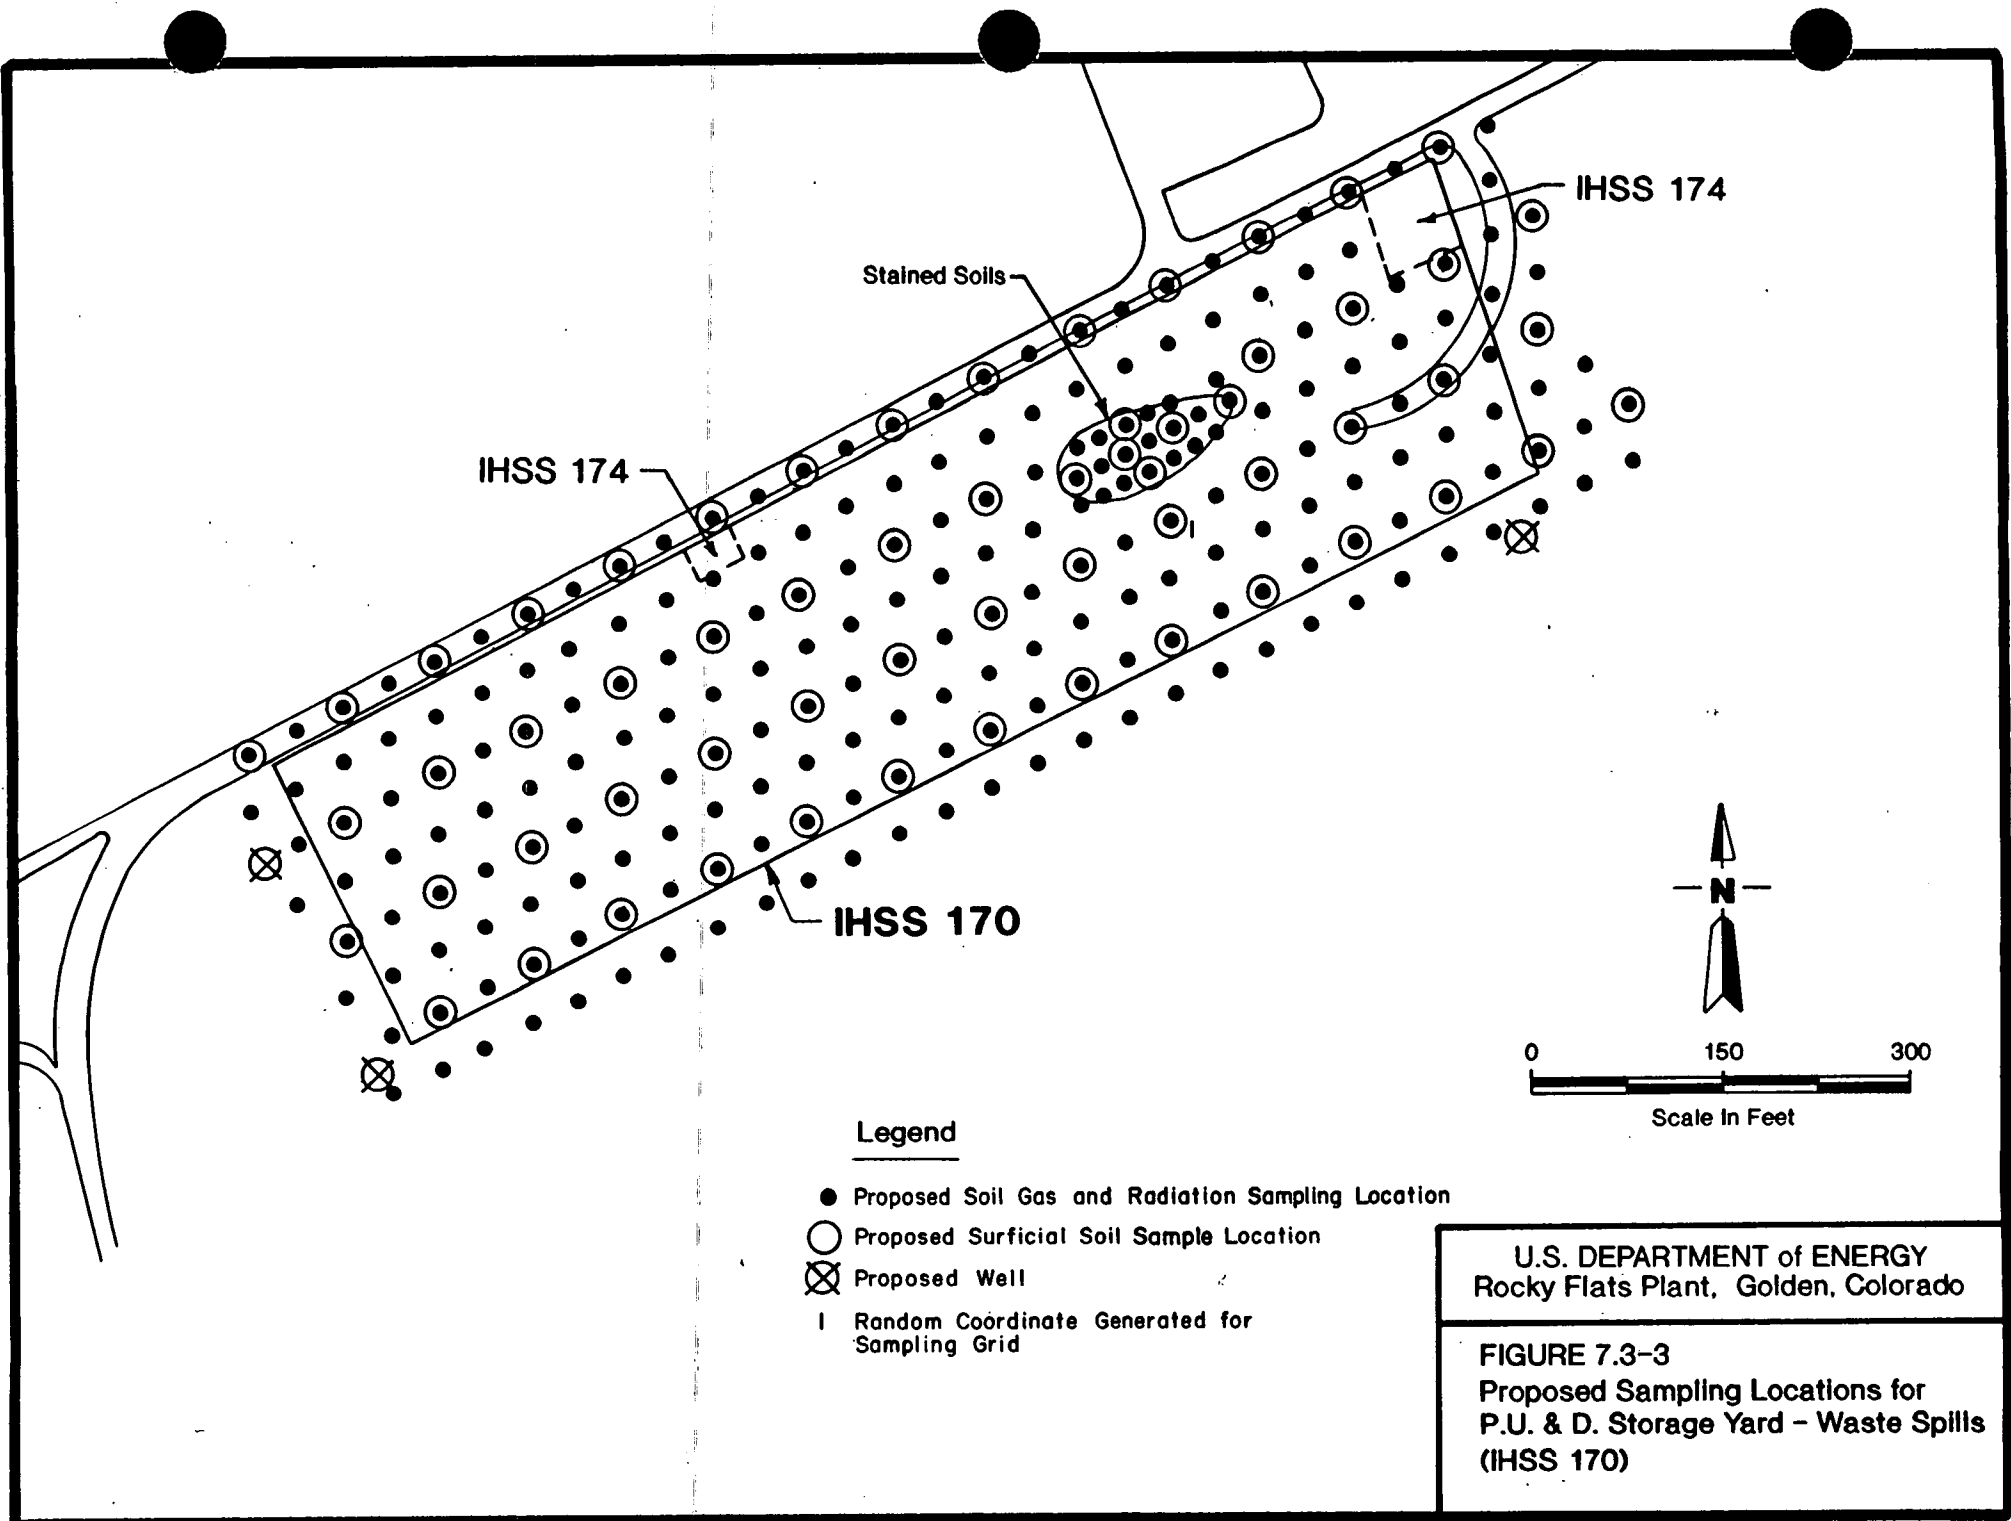 IHSS 174
Stained Soils
IHSS 174
IHSS 170
N
0 150 300
Scale In Feet
Legend
Proposed Soil Gas and Radiation Sampling Location
Proposed Surficial Soil Sample Location
Proposed Well
I Random Coordinate Generated for
Sampling Grid
U.S. DEPARTMENT of ENERGY
Rocky Flats Plant, Golden, Colorado
FIGURE 7.3-3
Proposed Sampling Locations for
P.U. & D. Storage Yard - Waste Spills
(IHSS 170)